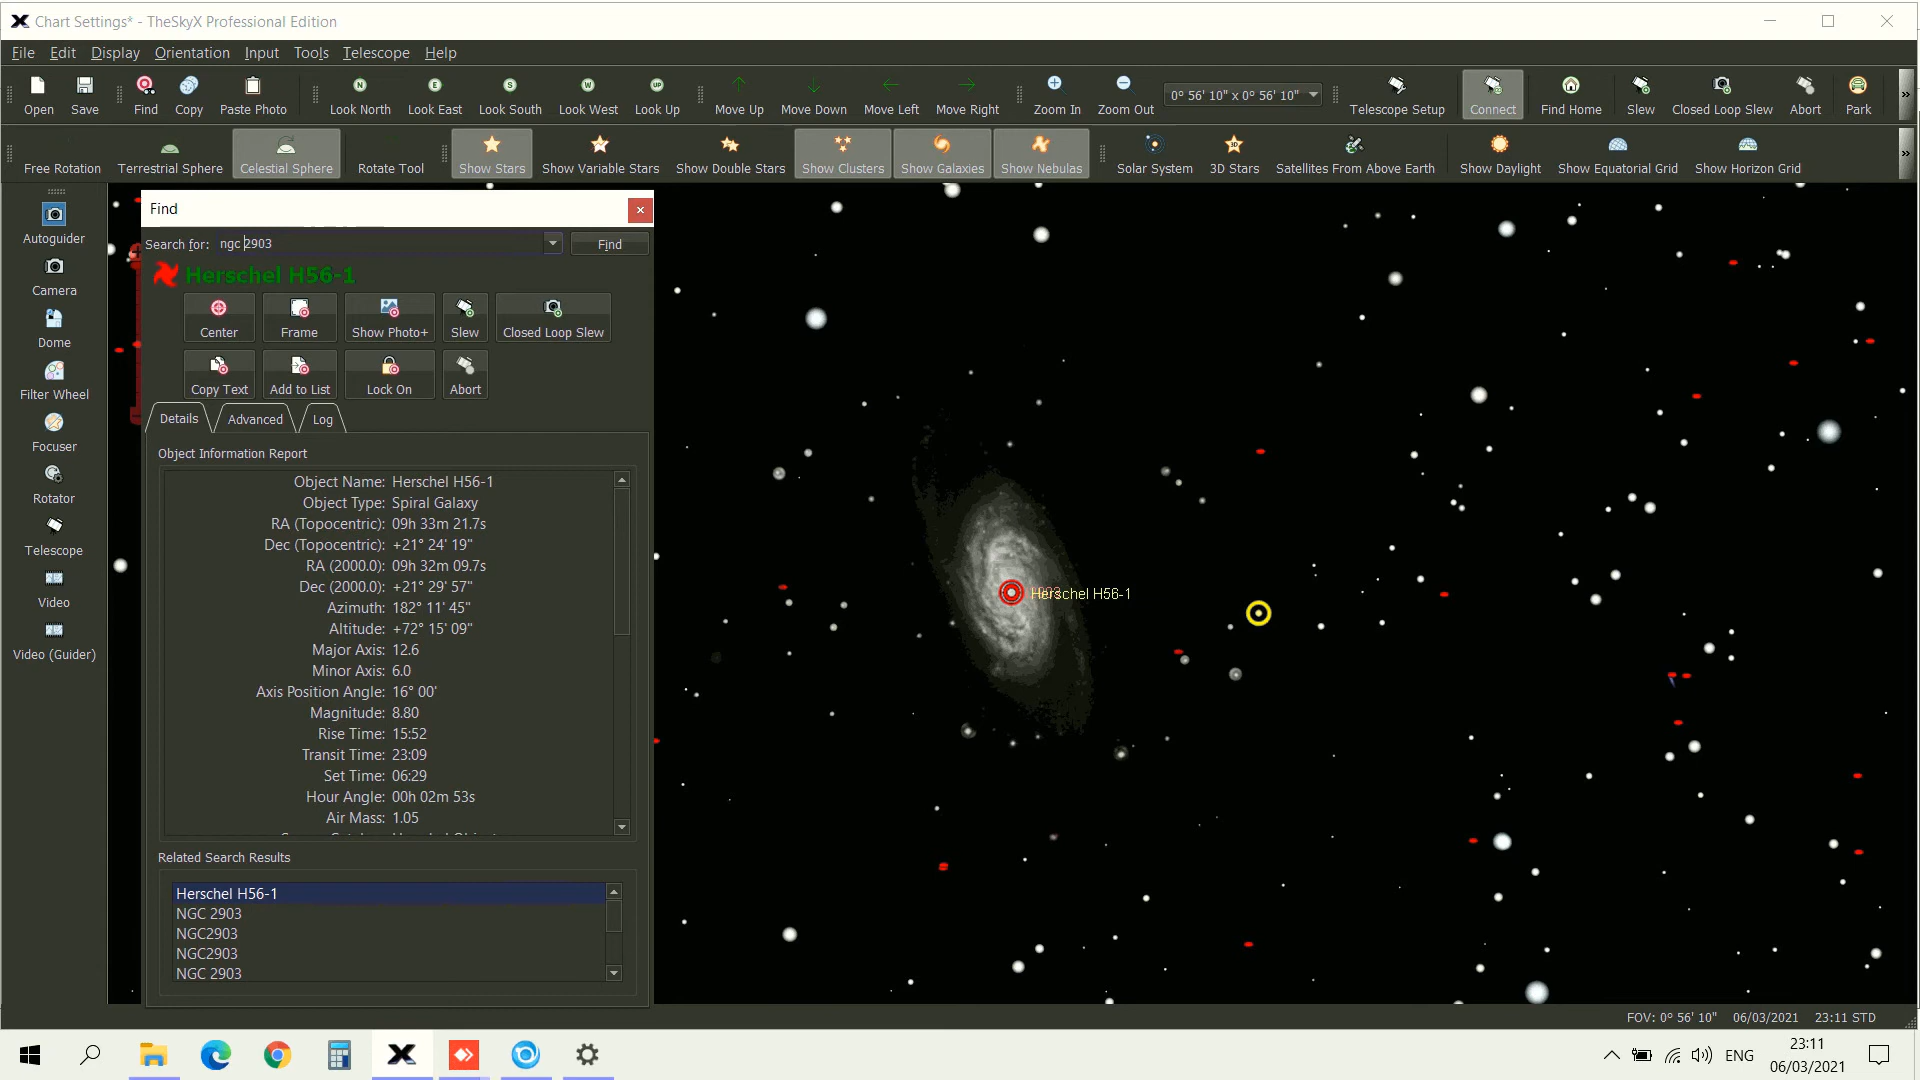 Chart Settings* - TheSkyX Professional Edition
File Edit Display Orientation Input Tools Telescope Help
Open Save Find Copy Paste Photo Look North Look East Look South Look West Look Up Move Up Move Down Move Left Move Right Zoom In Zoom Out 0° 56' 10" x 0° 56' 10" Telescope Setup Connect Find Home Slew Closed Loop Slew Abort Park
Free Rotation Terrestrial Sphere Celestial Sphere Rotate Tool Show Stars Show Variable Stars Show Double Stars Show Clusters Show Galaxies Show Nebulas Solar System 3D Stars Satellites From Above Earth Show Daylight Show Equatorial Grid Show Horizon Grid
Autoguider
Camera
Dome
Filter Wheel
Focuser
Rotator
Telescope
Video
Video (Guider)
Find
Search for: ngc 2903 Find
Herschel H56-1
Center Frame Show Photo+ Slew Closed Loop Slew
Copy Text Add to List Lock On Abort
Details Advanced Log
Object Information Report
Object Name: Herschel H56-1
Object Type: Spiral Galaxy
RA (Topocentric): 09h 33m 21.7s
Dec (Topocentric): +21° 24' 19"
RA (2000.0): 09h 32m 09.7s
Dec (2000.0): +21° 29' 57"
Azimuth: 182° 11' 45"
Altitude: +72° 15' 09"
Major Axis: 12.6
Minor Axis: 6.0
Axis Position Angle: 16° 00'
Magnitude: 8.80
Rise Time: 15:52
Transit Time: 23:09
Set Time: 06:29
Hour Angle: 00h 02m 53s
Air Mass: 1.05
Related Search Results
Herschel H56-1
NGC 2903
NGC2903
NGC2903
NGC 2903
Herschel H56-1
FOV: 0° 56' 10" 06/03/2021 23:11 STD
ENG
23:11
06/03/2021